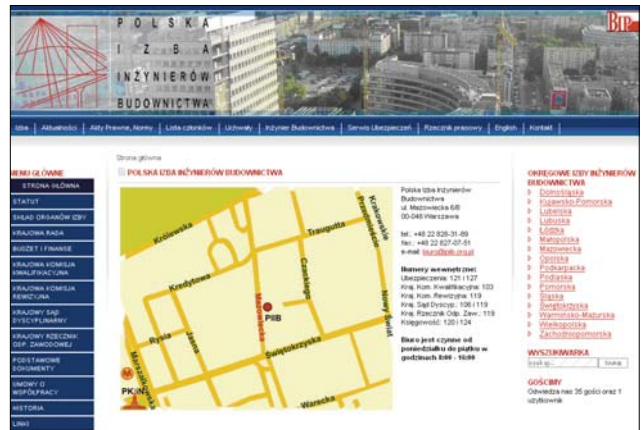 POLSKA
IZBA
INŻYNIERÓW
BUDOWNICTWA
BIP
Izba | Aktualności | Akty Prawne, Normy | Lista członków | Uchwały | Inżynier Budownictwa | Serwis Ubezpieczeń | Rzecznik prasowy | English | Kontakt
MENU GŁÓWNE
STRONA GŁÓWNA
STATUT
SKŁAD ORGANÓW IZBY
KRAJOWA RADA
BUDŻET I FINANSE
KRAJOWA KOMISJA
KWALIFIKACYJNA
KRAJOWA KOMISJA
REWIZYJNA
KRAJOWY SĄD
DYSCYPLINARNY
KRAJOWY RZECZNIK
ODP. ZAWODOWEJ
PODSTAWOWE
DOKUMENTY
UMOWY O
WSPÓŁPRACY
HISTORIA
LINKI
Strona główna
POLSKA IZBA INŻYNIERÓW BUDOWNICTWA
Królewska
Krakowskie
Przedmieście
Traugutta
Kredytowa
Czackiego
Mazowiecka
PIIB
Nowy Świat
Rysia
Jasna
Świętokrzyska
Marszałkowska
PKiN
Warecka
Polska Izba Inżynierów
Budownictwa
ul. Mazowiecka 6/8
00-048 Warszawa
tel.: +48 22 828-31-89
fax.: +48 22 827-07-51
e-mail: biuro@piib.org.pl
Numery wewnętrzne:
Ubezpieczenia: 121 i 127
Kraj. Kom. Kwalifikacyjna: 103
Kraj. Kom. Rewizyjna: 119
Kraj. Sąd Dyscyp.: 106 i 119
Kraj. Rzecznik Odp. Zaw.: 119
Księgowość: 120 i 124
Biuro jest czynne od
poniedziałku do piątku w
godzinach 8:00 - 16:00
OKRĘGOWE IZBY INŻYNIERÓW
BUDOWNICTWA
Dolnośląska
Kujawsko-Pomorska
Lubelska
Lubuska
Łódzka
Małopolska
Mazowiecka
Opolska
Podkarpacka
Podlaska
Pomorska
Śląska
Świętokrzyska
Warmińsko-Mazurska
Wielkopolska
Zachodniopomorska
WYSZUKIWARKA
szukaj...
Szukaj
GOŚCIMY
Odwiedza nas 35 gości oraz 1
użytkownik